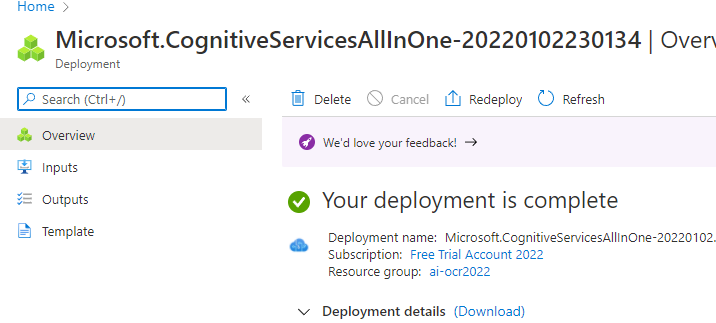 Home >
Microsoft.CognitiveServicesAllInOne-20220102230134 | Overv
Deployment
Search (Ctrl+/) «
Delete Cancel Redeploy Refresh
Overview
We'd love your feedback! →
Inputs
Outputs
Your deployment is complete
Template
Deployment name: Microsoft.CognitiveServicesAllInOne-20220102.
Subscription: Free Trial Account 2022
Resource group: ai-ocr2022
Deployment details (Download)